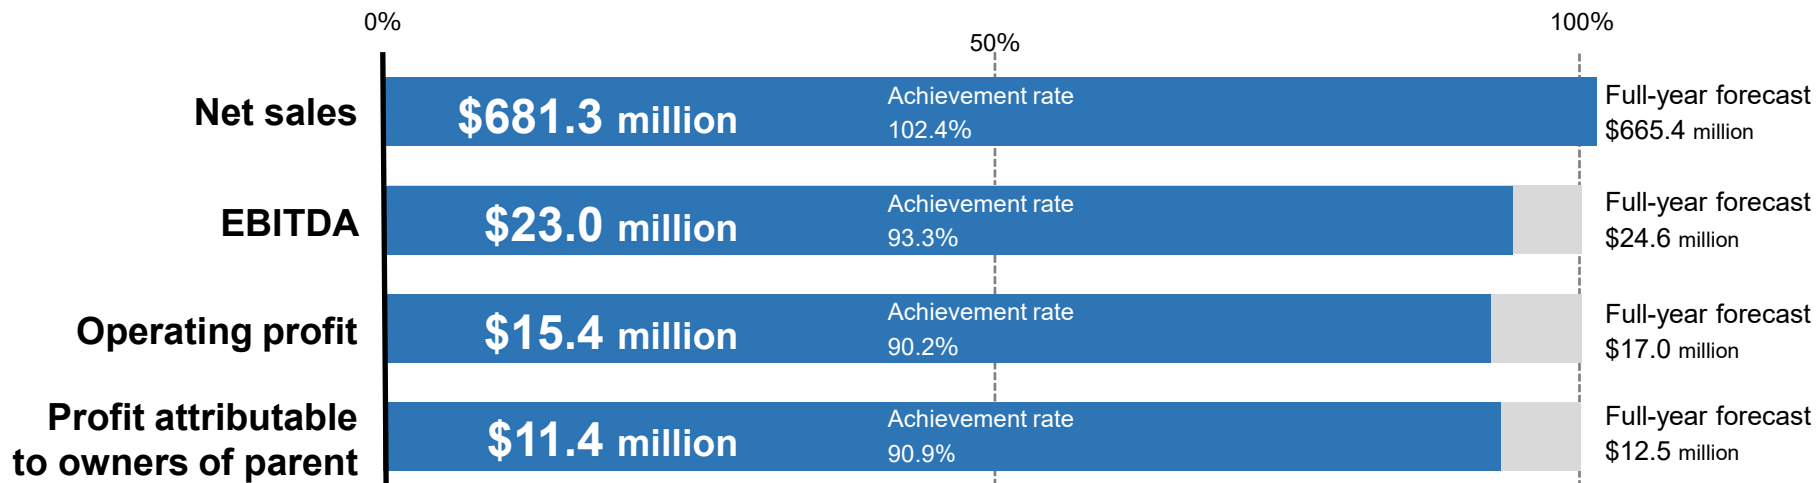 0%
50%
100%
Net sales
$681.3 million
Achievement rate
102.4%
Full-year forecast
$665.4 million
EBITDA
$23.0 million
Achievement rate
93.3%
Full-year forecast
$24.6 million
Operating profit
$15.4 million
Achievement rate
90.2%
Full-year forecast
$17.0 million
Profit attributable
to owners of parent
$11.4 million
Achievement rate
90.9%
Full-year forecast
$12.5 million